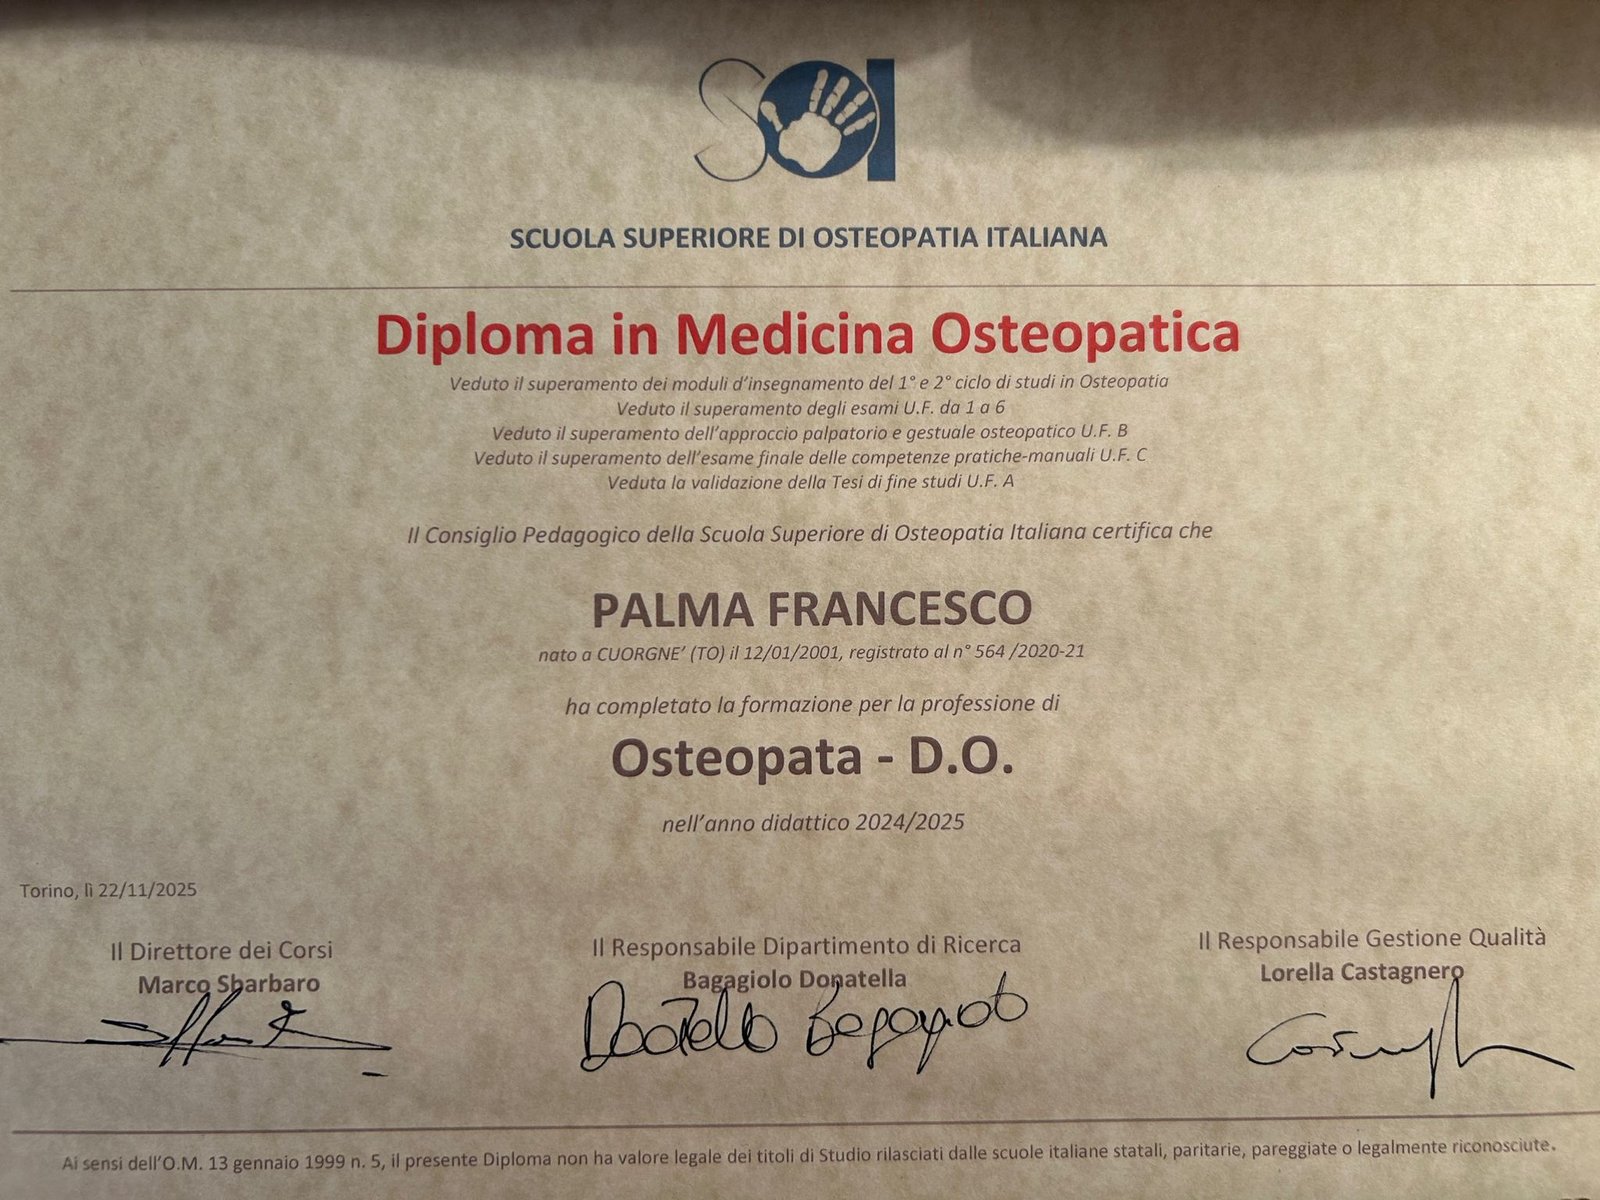 SOI
SCUOLA SUPERIORE DI OSTEOPATIA ITALIANA
Diploma in Medicina Osteopatica
Veduto il superamento dei moduli d'insegnamento del 1° e 2° ciclo di studi in Osteopatia
Veduto il superamento degli esami U.F. da 1 a 6
Veduto il superamento dell'approccio palpatorio e gestuale osteopatico U.F. B
Veduto il superamento dell'esame finale delle competenze pratiche-manuali U.F. C
Veduta la validazione della Tesi di fine studi U.F. A
Il Consiglio Pedagogico della Scuola Superiore di Osteopatia Italiana certifica che
PALMA FRANCESCO
nato a CUORGNE' (TO) il 12/01/2001, registrato al n° 564 /2020-21
ha completato la formazione per la professione di
Osteopata - D.O.
nell'anno didattico 2024/2025
Torino, lì 22/11/2025
Il Direttore dei Corsi
Marco Sbarbaro
Il Responsabile Dipartimento di Ricerca
Bagagiolo Donatella
Donatella Bagagiolo
Il Responsabile Gestione Qualità
Lorella Castagnero
Ai sensi dell'O.M. 13 gennaio 1999 n. 5, il presente Diploma non ha valore legale dei titoli di Studio rilasciati dalle scuole italiane statali, paritarie, pareggiate o legalmente riconosciute.